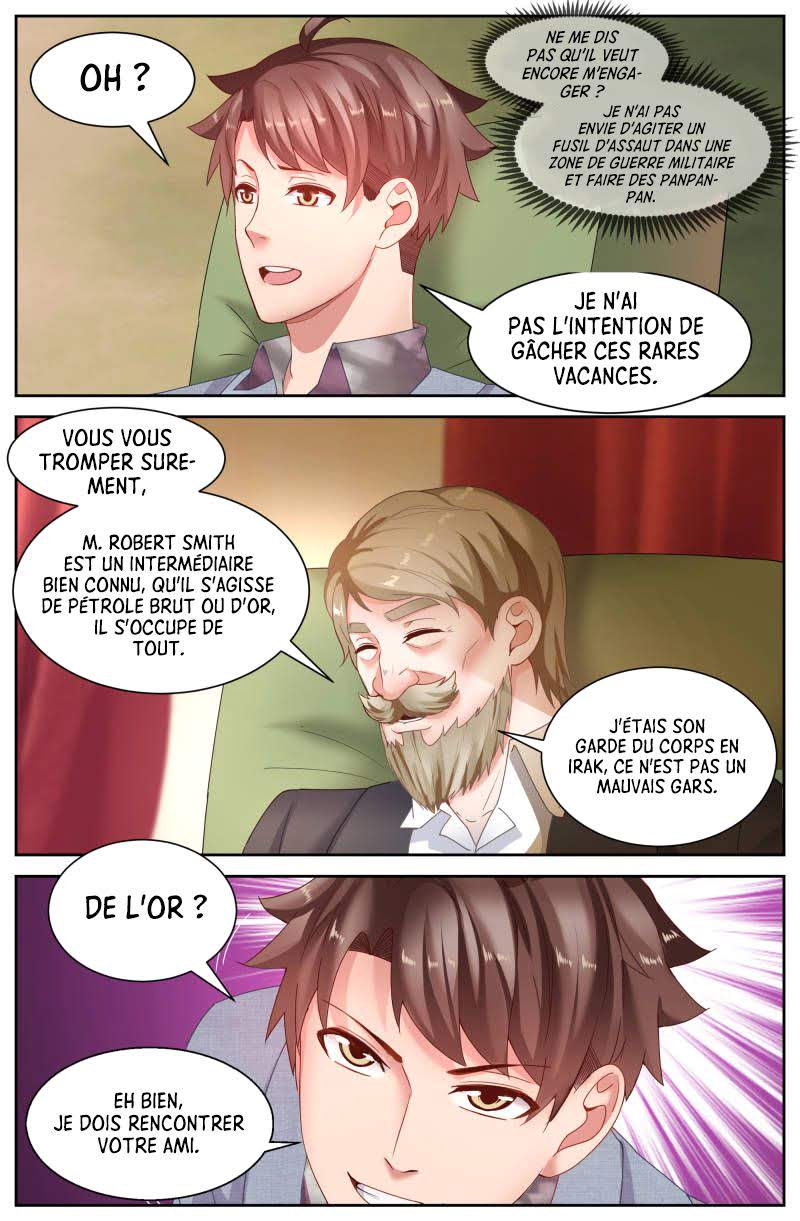 OH ?
NE ME DIS
PAS QU'IL VEUT
ENCORE M'ENGA-
GER ?
JE N'AI PAS
ENVIE D'AGITER UN
FUSIL D'ASSAUT DANS UNE
ZONE DE GUERRE MILITAIRE
ET FAIRE DES PANPAN-
PAN.
JE N'AI
PAS L'INTENTION DE
GÂCHER CES RARES
VACANCES.
VOUS VOUS
TROMPER SURE-
MENT,
M. ROBERT SMITH
EST UN INTERMÉDIAIRE
BIEN CONNU, QU'IL S'AGISSE
DE PÉTROLE BRUT OU D'OR,
IL S'OCCUPE DE
TOUT.
J'ÉTAIS SON
GARDE DU CORPS EN
IRAK, CE N'EST PAS UN
MAUVAIS GARS.
DE L'OR ?
EH BIEN,
JE DOIS RENCONTRER
VOTRE AMI.